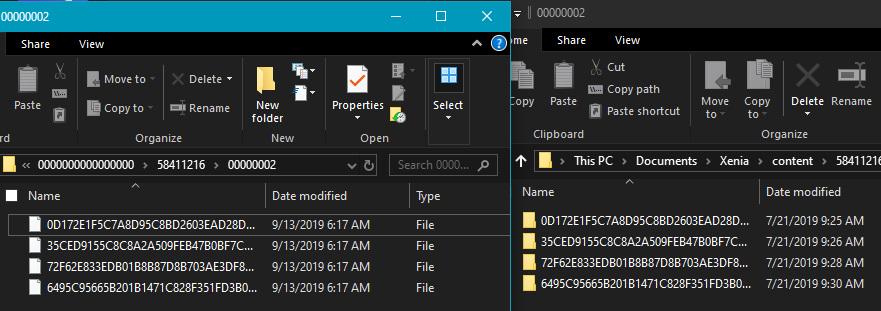 00000002
Share View
Paste
Move to
Copy to
Delete
Rename
Organize
New
folder
New
Properties
Open
Select
0000000000000000 58411216 00000002
Search 0000...
Name Date modified Type
0D172E1F5C7A8D95C8BD2603EAD28D... 9/13/2019 6:17 AM File
35CED9155C8C8A2A509FEB47B0BF7C... 9/13/2019 6:17 AM File
72F62E833EDB01B8B87D8B703AE3DF8... 9/13/2019 6:17 AM File
6495C95665B201B1471C828F351FD3B0... 9/13/2019 6:17 AM File
00000002
Share View
Copy
Paste
Cut
Copy path
Paste shortcut
Clipboard
Move
to
Copy
to
Delete
Rename
Organize
This PC Documents Xenia content 58411216
Name Date modified
0D172E1F5C7A8D95C8BD2603EAD28D... 7/21/2019 9:25 AM
35CED9155C8C8A2A509FEB47B0BF7C... 7/21/2019 9:26 AM
72F62E833EDB01B8B87D8B703AE3DF8... 7/21/2019 9:28 AM
6495C95665B201B1471C828F351FD3B0... 7/21/2019 9:30 AM